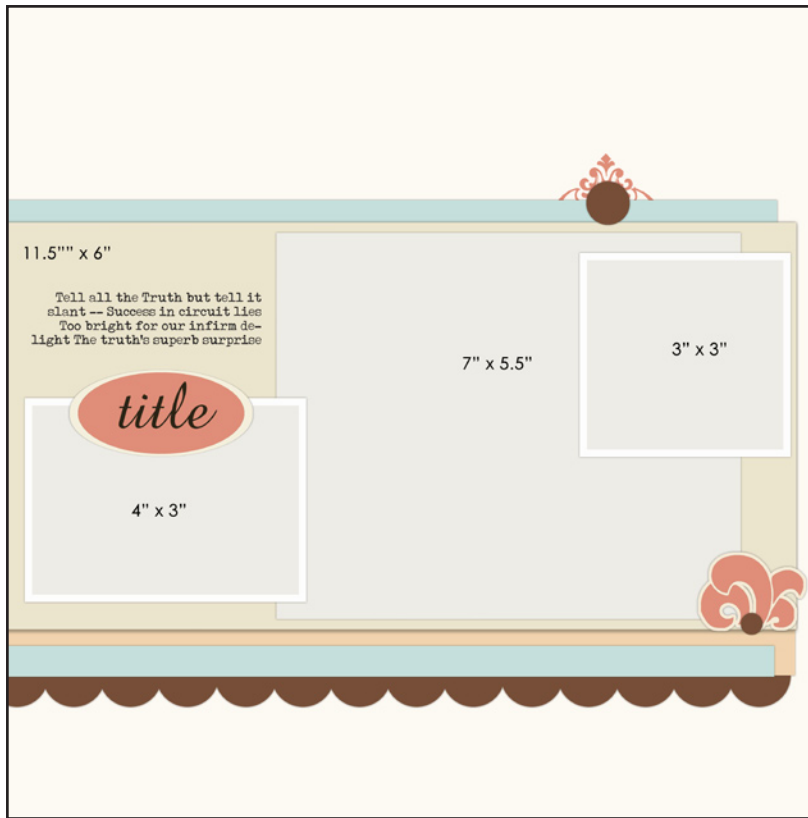 11.5"" x 6"
Tell all the Truth but tell it
slant -- Success in circuit lies
Too bright for our infirm de-
light The truth's superb surprise
title
4" x 3"
7" x 5.5"
3" x 3"